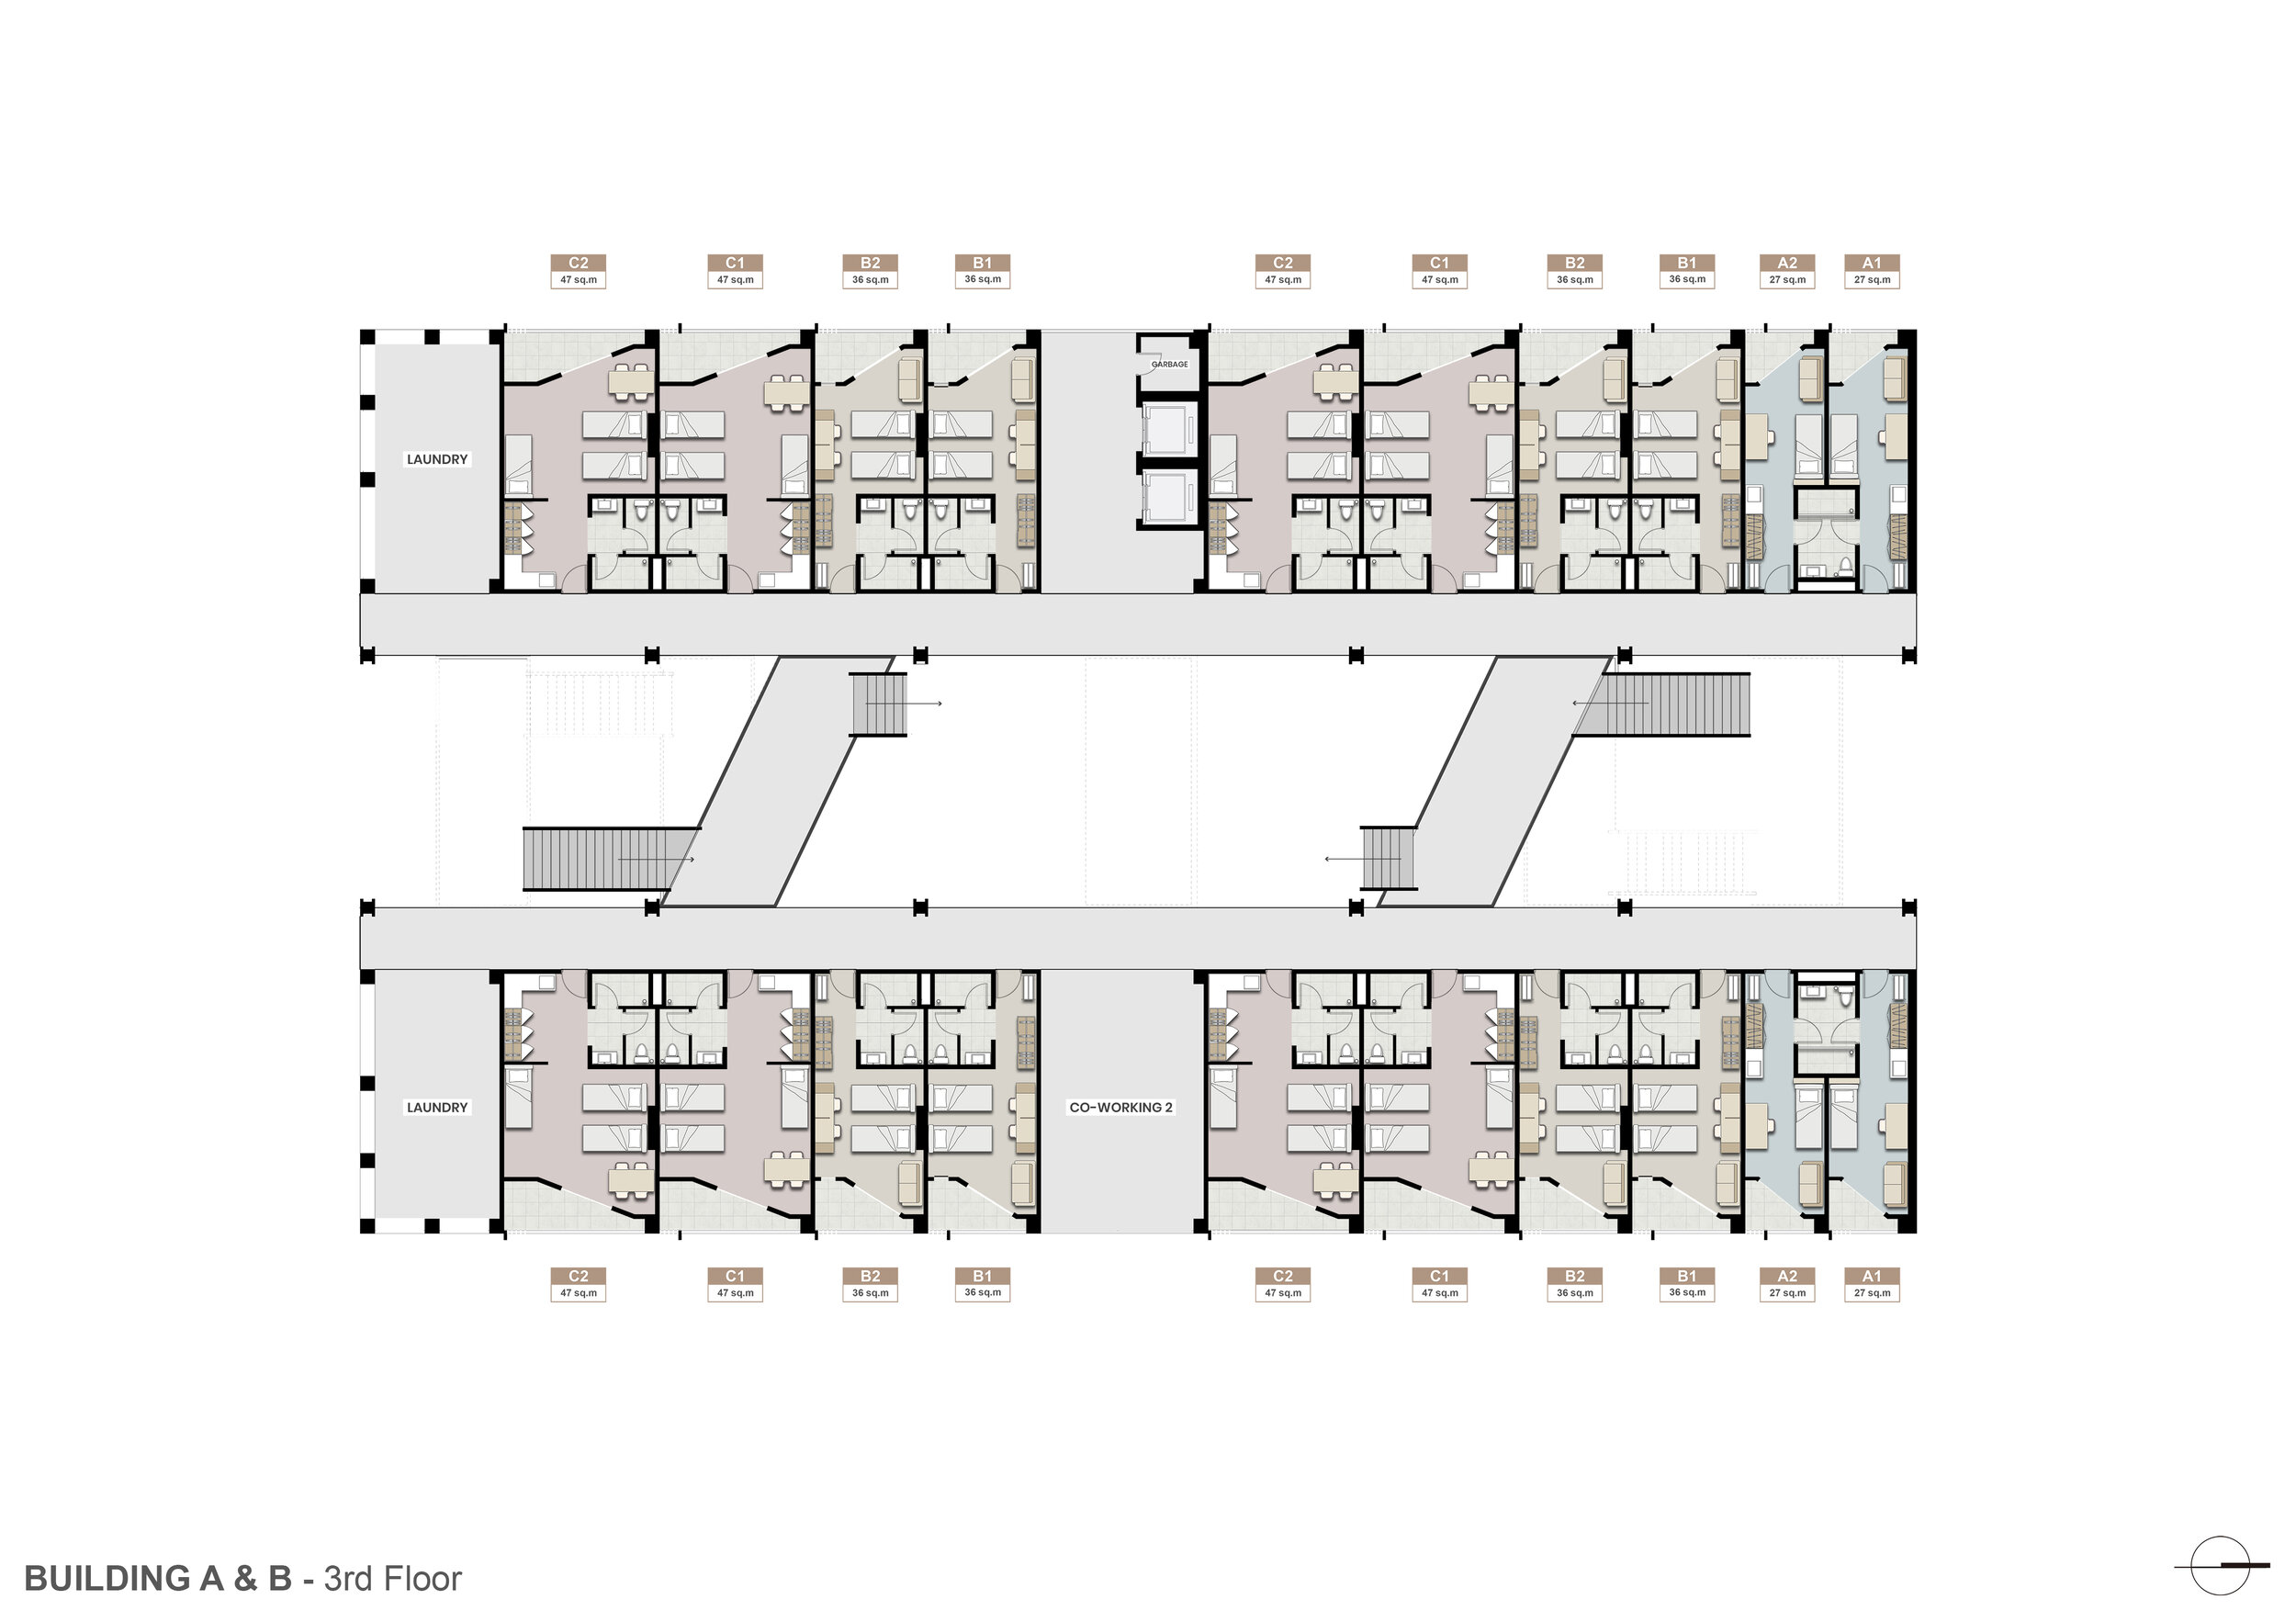 C2 C1 B2 B1 C2 C1 B2 B1 A2 A1
47 sq.m 47 sq.m 36 sq.m 36 sq.m 47 sq.m 47 sq.m 36 sq.m 36 sq.m 27 sq.m 27 sq.m
GARBAGE
LAUNDRY
LAUNDRY
CO-WORKING 2
C2 C1 B2 B1 C2 C1 B2 B1 A2 A1
47 sq.m 47 sq.m 36 sq.m 36 sq.m 47 sq.m 47 sq.m 36 sq.m 36 sq.m 27 sq.m 27 sq.m
BUILDING A & B - 3rd Floor